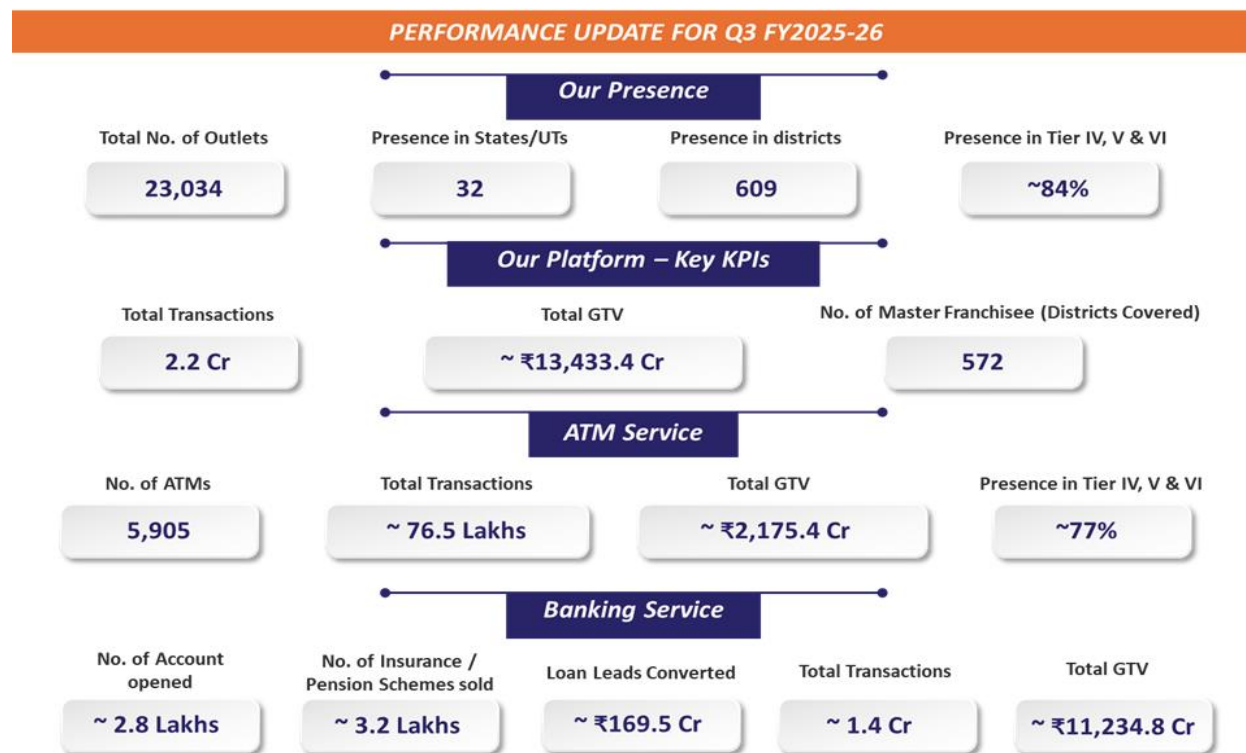 PERFORMANCE UPDATE FOR Q3 FY2025-26
Our Presence
Total No. of Outlets
23,034
Presence in States/UTs
32
Presence in districts
609
Presence in Tier IV, V & VI
~84%
Our Platform – Key KPIs
Total Transactions
2.2 Cr
Total GTV
~ ₹13,433.4 Cr
No. of Master Franchisee (Districts Covered)
572
ATM Service
No. of ATMs
5,905
Total Transactions
~ 76.5 Lakhs
Total GTV
~ ₹2,175.4 Cr
Presence in Tier IV, V & VI
~77%
Banking Service
No. of Account
opened
~ 2.8 Lakhs
No. of Insurance /
Pension Schemes sold
~ 3.2 Lakhs
Loan Leads Converted
~ ₹169.5 Cr
Total Transactions
~ 1.4 Cr
Total GTV
~ ₹11,234.8 Cr